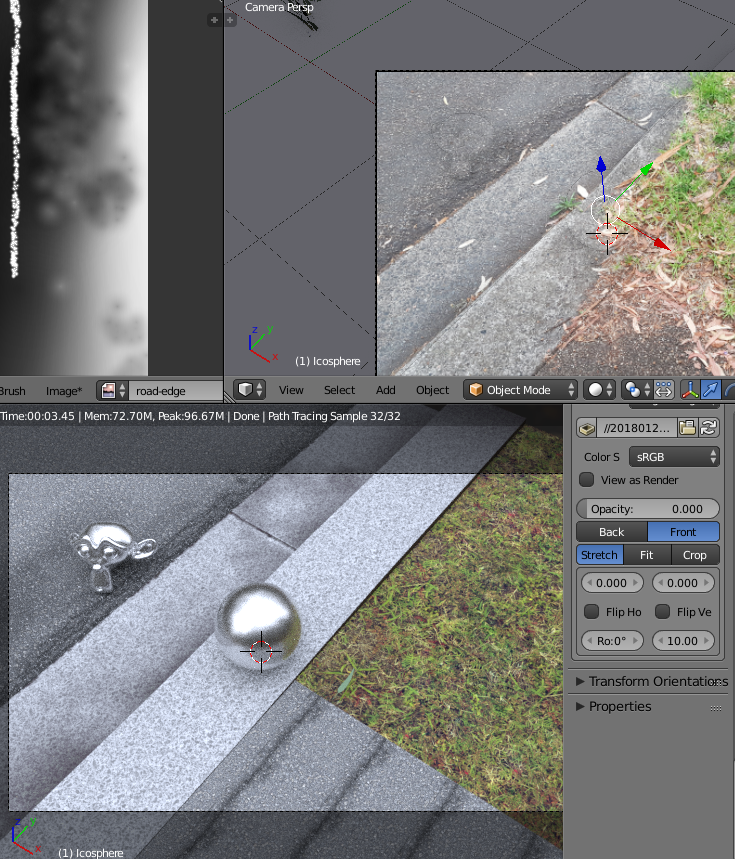 Camera Persp
z
y
x
(1) Icosphere
Brush Image* road-edge
View Select Add Object Object Mode
Time:00:03.45 | Mem:72.70M, Peak:96.67M | Done | Path Tracing Sample 32/32
//2018012...
Color S sRGB
View as Render
Opacity: 0.000
Back Front
Stretch Fit Crop
0.000 0.000
Flip Ho Flip Ve
Ro:0° 10.00
Transform Orientations
Properties
(1) Icosphere